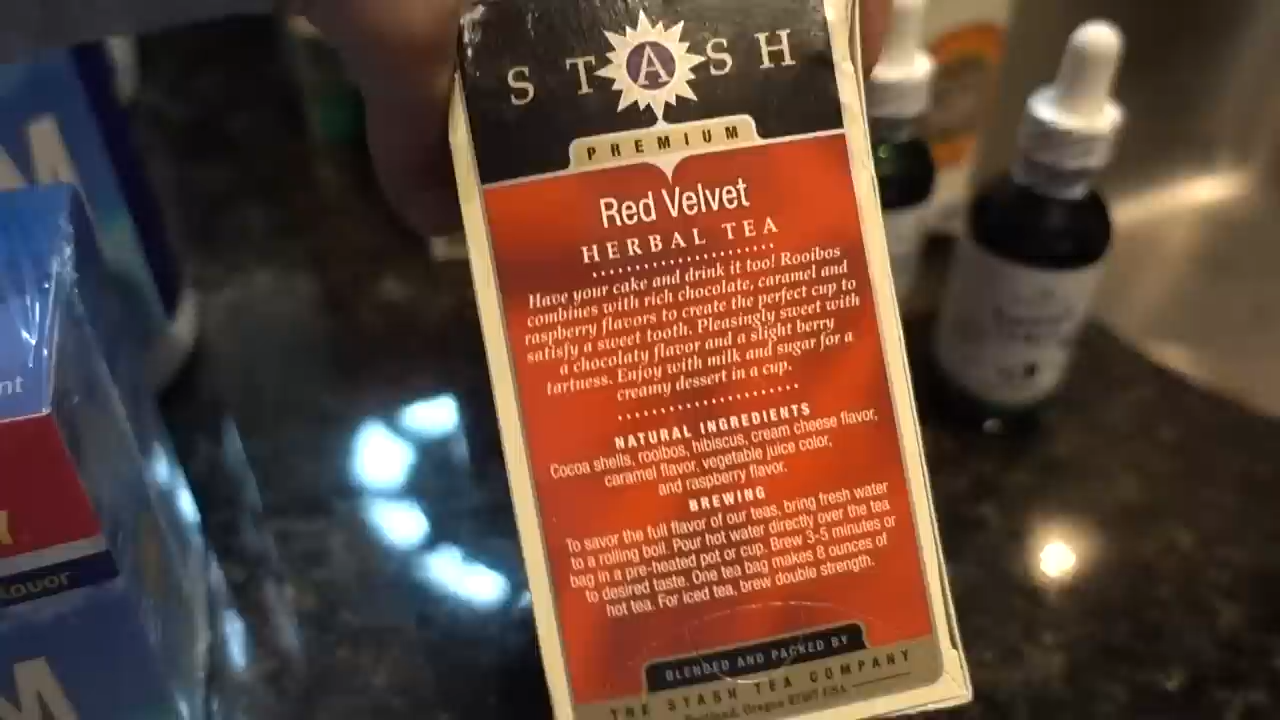 STASH
PREMIUM
Red Velvet
HERBAL TEA
Have your cake and drink it too! Rooibos
combines with rich chocolate, caramel and
raspberry flavors to create the perfect cup to
satisfy a sweet tooth. Pleasingly sweet with
a chocolaty flavor and a slight berry
tartness. Enjoy with milk and sugar for a
creamy dessert in a cup.
NATURAL INGREDIENTS
Cocoa shells, rooibos, hibiscus, cream cheese flavor,
caramel flavor, vegetable juice color,
and raspberry flavor.
BREWING
To savor the full flavor of our teas, bring fresh water
to a rolling boil. Pour hot water directly over the tea
bag in a pre-heated pot or cup. Brew 3-5 minutes or
to desired taste. One tea bag makes 8 ounces of
hot tea. For iced tea, brew double strength.
BLENDED AND PACKED BY
THE STASH TEA COMPANY
Portland, Oregon 97281 USA
M
nt
M